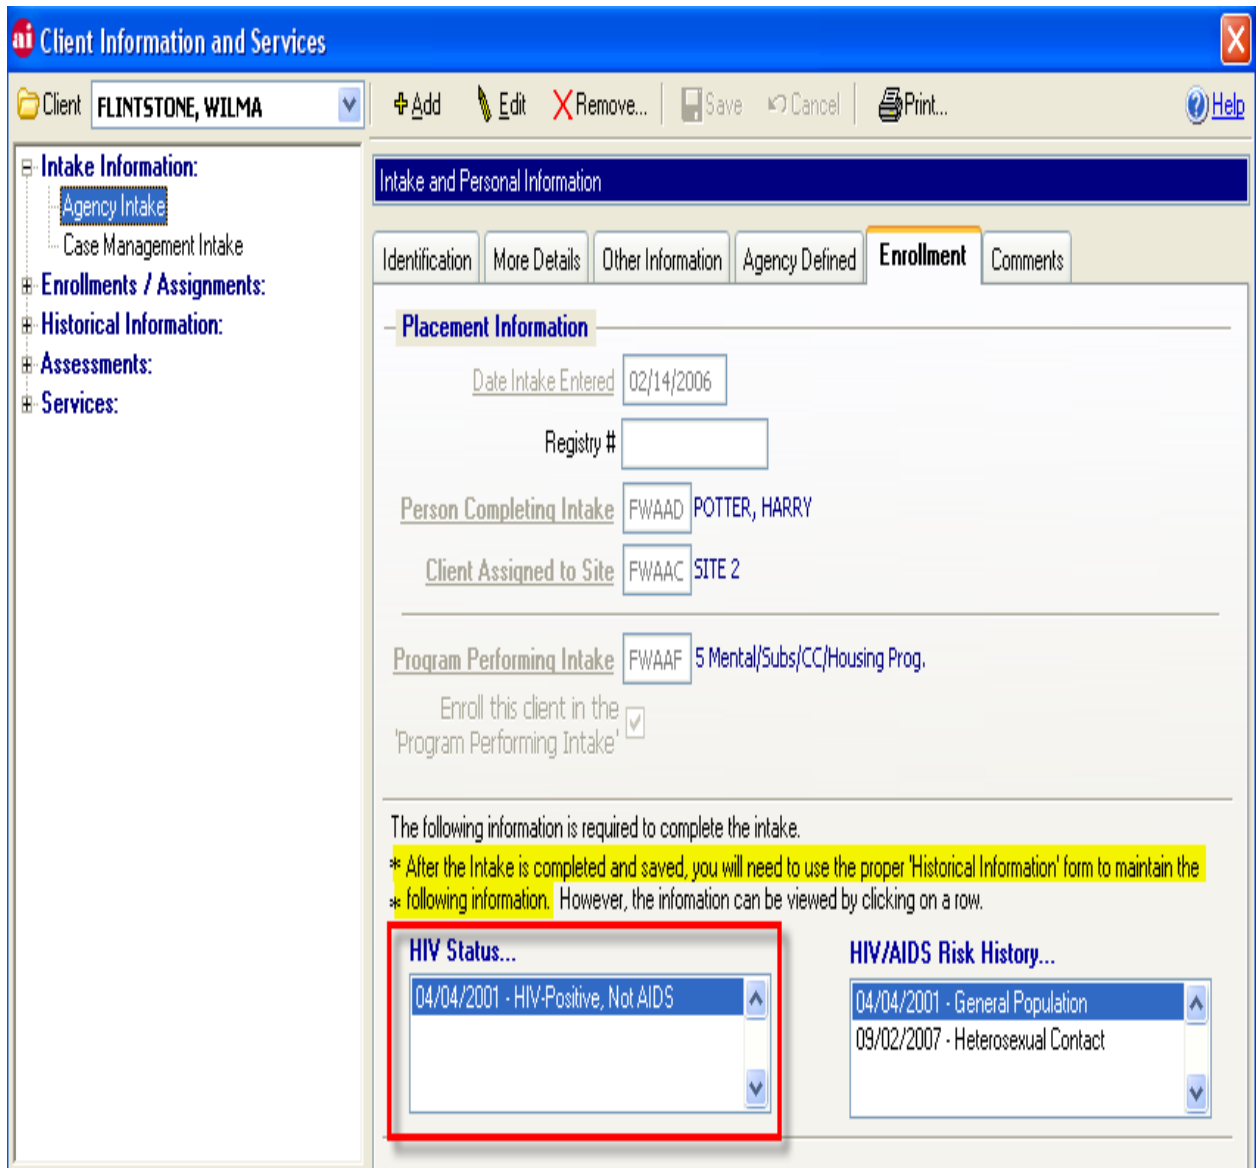 ai Client Information and Services
Client FLINTSTONE, WILMA Add Edit Remove... Save Cancel Print... Help
Intake Information:
Agency Intake
Case Management Intake
Enrollments / Assignments:
Historical Information:
Assessments:
Services:
Intake and Personal Information
Identification More Details Other Information Agency Defined Enrollment Comments
Placement Information
Date Intake Entered 02/14/2006
Registry #
Person Completing Intake FWAAD POTTER, HARRY
Client Assigned to Site FWAAC SITE 2
Program Performing Intake FWAAF 5 Mental/Subs/CC/Housing Prog.
Enroll this client in the
'Program Performing Intake'
The following information is required to complete the intake.
* After the Intake is completed and saved, you will need to use the proper 'Historical Information' form to maintain the
* following information. However, the infomation can be viewed by clicking on a row.
HIV Status...
04/04/2001 - HIV-Positive, Not AIDS
HIV/AIDS Risk History...
04/04/2001 - General Population
09/02/2007 - Heterosexual Contact